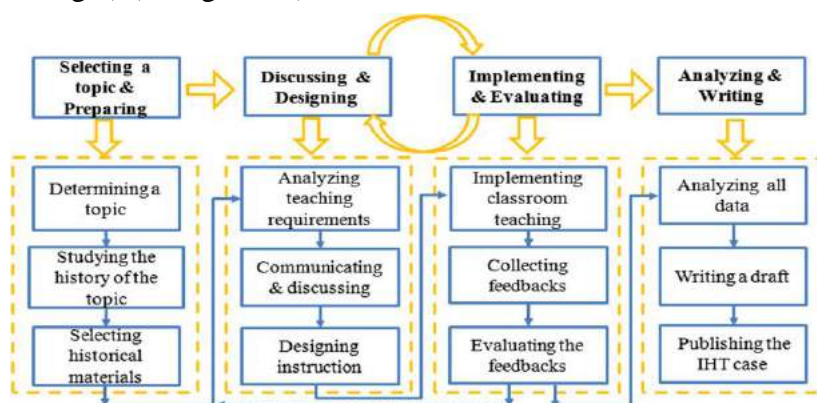 Selecting a
topic &
Preparing
Discussing &
Designing
Implementing
& Evaluating
Analyzing &
Writing
Determining a
topic
Studying the
history of the
topic
Selecting
historical
materials
Analyzing
teaching
requirements
Communicating
& discussing
Designing
instruction
Implementing
classroom
teaching
Collecting
feedbacks
Evaluating the
feedbacks
Analyzing all
data
Writing a draft
Publishing the
IHT case